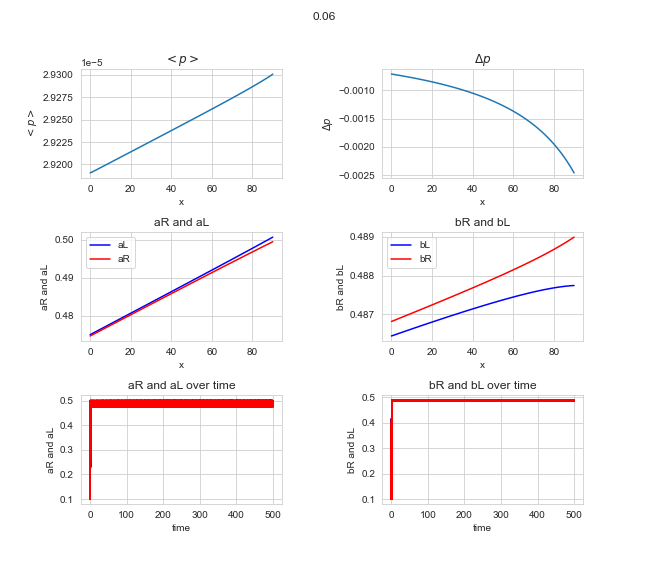 0.06
1e−5
< p >
Δp
2.9300
2.9275
2.9250
2.9225
2.9200
< p >
0 20 40 60 80
x
−0.0010
−0.0015
−0.0020
−0.0025
Δp
0 20 40 60 80
x
aR and aL
bR and bL
0.50
0.49
0.48
aR and aL
aL
aR
0 20 40 60 80
x
0.489
0.488
0.487
bR and bL
bL
bR
0 20 40 60 80
x
aR and aL over time
bR and bL over time
0.5
0.4
0.3
0.2
0.1
aR and aL
0 100 200 300 400 500
time
0.5
0.4
0.3
0.2
0.1
bR and bL
0 100 200 300 400 500
time